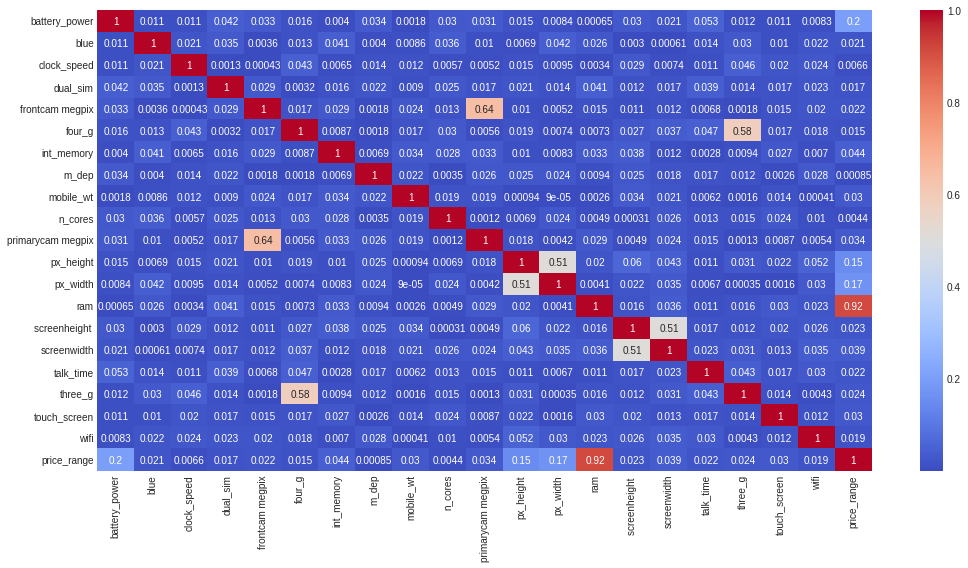 battery_power 1 0.011 0.011 0.042 0.033 0.016 0.004 0.034 0.0018 0.03 0.031 0.015 0.0084 0.00065 0.03 0.021 0.053 0.012 0.011 0.0083 0.2
blue 0.011 1 0.021 0.035 0.0036 0.013 0.041 0.004 0.0086 0.036 0.01 0.0069 0.042 0.026 0.003 0.00061 0.014 0.03 0.01 0.022 0.021
clock_speed 0.011 0.021 1 0.0013 0.00043 0.043 0.0065 0.014 0.012 0.0057 0.0052 0.015 0.0095 0.0034 0.029 0.0074 0.011 0.046 0.02 0.024 0.0066
dual_sim 0.042 0.035 0.0013 1 0.029 0.0032 0.016 0.022 0.009 0.025 0.017 0.021 0.014 0.041 0.012 0.017 0.039 0.014 0.017 0.023 0.017
frontcam megpix 0.033 0.0036 0.00043 0.029 1 0.017 0.029 0.0018 0.024 0.013 0.64 0.01 0.0052 0.015 0.011 0.012 0.0068 0.0018 0.015 0.02 0.022
four_g 0.016 0.013 0.043 0.0032 0.017 1 0.0087 0.0018 0.017 0.03 0.0056 0.019 0.0074 0.0073 0.027 0.037 0.047 0.58 0.017 0.018 0.015
int_memory 0.004 0.041 0.0065 0.016 0.029 0.0087 1 0.0069 0.034 0.028 0.033 0.01 0.0083 0.033 0.038 0.012 0.0028 0.0094 0.027 0.007 0.044
m_dep 0.034 0.004 0.014 0.022 0.0018 0.0018 0.0069 1 0.022 0.0035 0.026 0.025 0.024 0.0094 0.025 0.018 0.017 0.012 0.0026 0.028 0.00085
mobile_wt 0.0018 0.0086 0.012 0.009 0.024 0.017 0.034 0.022 1 0.019 0.019 0.00094 9e-05 0.0026 0.034 0.021 0.0062 0.0016 0.014 0.00041 0.03
n_cores 0.03 0.036 0.0057 0.025 0.013 0.03 0.028 0.0035 0.019 1 0.0012 0.0069 0.024 0.0049 0.00031 0.026 0.013 0.015 0.024 0.01 0.0044
primarycam megpix 0.031 0.01 0.0052 0.017 0.64 0.0056 0.033 0.026 0.019 0.0012 1 0.018 0.0042 0.029 0.0049 0.024 0.015 0.0013 0.0087 0.0054 0.034
px_height 0.015 0.0069 0.015 0.021 0.01 0.019 0.01 0.025 0.00094 0.0069 0.018 1 0.51 0.02 0.06 0.043 0.011 0.031 0.022 0.052 0.15
px_width 0.0084 0.042 0.0095 0.014 0.0052 0.0074 0.0083 0.024 9e-05 0.024 0.0042 0.51 1 0.0041 0.022 0.035 0.0067 0.00035 0.0016 0.03 0.17
ram 0.00065 0.026 0.0034 0.041 0.015 0.0073 0.033 0.0094 0.0026 0.0049 0.029 0.02 0.0041 1 0.016 0.036 0.011 0.016 0.03 0.023 0.92
screenheight 0.03 0.003 0.029 0.012 0.011 0.027 0.038 0.025 0.034 0.00031 0.0049 0.06 0.022 0.016 1 0.51 0.017 0.012 0.02 0.026 0.023
screenwidth 0.021 0.00061 0.0074 0.017 0.012 0.037 0.012 0.018 0.021 0.026 0.024 0.043 0.035 0.036 0.51 1 0.023 0.031 0.013 0.035 0.039
talk_time 0.053 0.014 0.011 0.039 0.0068 0.047 0.0028 0.017 0.0062 0.013 0.015 0.011 0.0067 0.011 0.017 0.023 1 0.043 0.017 0.03 0.022
three_g 0.012 0.03 0.046 0.014 0.0018 0.58 0.0094 0.012 0.0016 0.015 0.0013 0.031 0.00035 0.016 0.012 0.031 0.043 1 0.014 0.0043 0.024
touch_screen 0.011 0.01 0.02 0.017 0.015 0.017 0.027 0.0026 0.014 0.024 0.0087 0.022 0.0016 0.03 0.02 0.013 0.017 0.014 1 0.012 0.03
wifi 0.0083 0.022 0.024 0.023 0.02 0.018 0.007 0.028 0.00041 0.01 0.0054 0.052 0.03 0.023 0.026 0.035 0.03 0.0043 0.012 1 0.019
price_range 0.2 0.021 0.0066 0.017 0.022 0.015 0.044 0.00085 0.03 0.0044 0.034 0.15 0.17 0.92 0.023 0.039 0.022 0.024 0.03 0.019 1
battery_power blue clock_speed dual_sim frontcam megpix four_g int_memory m_dep mobile_wt n_cores primarycam megpix px_height px_width ram screenheight screenwidth talk_time three_g touch_screen wifi price_range
1.0
0.8
0.6
0.4
0.2